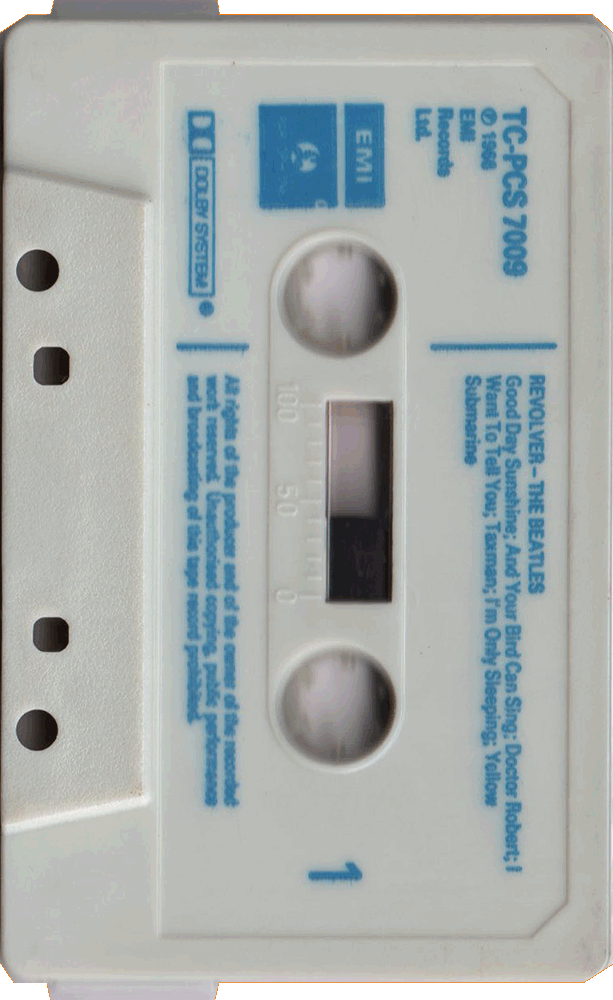 TC-PCS 7009
℗ 1966
EMI
Records
Ltd.
REVOLVER – THE BEATLES
Good Day Sunshine; And Your Bird Can Sing; Doctor Robert; I
Want To Tell You; Taxman; I'm Only Sleeping; Yellow
Submarine
EMI
100 50 0
1
DOLBY SYSTEM
All rights of the producer and of the owner of the recorded
work reserved. Unauthorised copying, public performance
and broadcasting of this tape record prohibited.